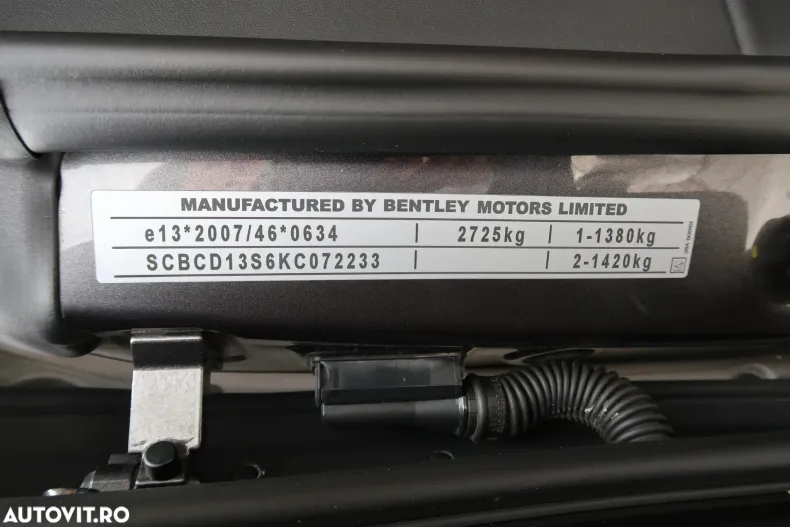 MANUFACTURED BY BENTLEY MOTORS LIMITED
e13*2007/46*0634 | 2725kg | 1-1380kg
SCBCD13S6KC072233 | | 2-1420kg
AUTOVIT.RO